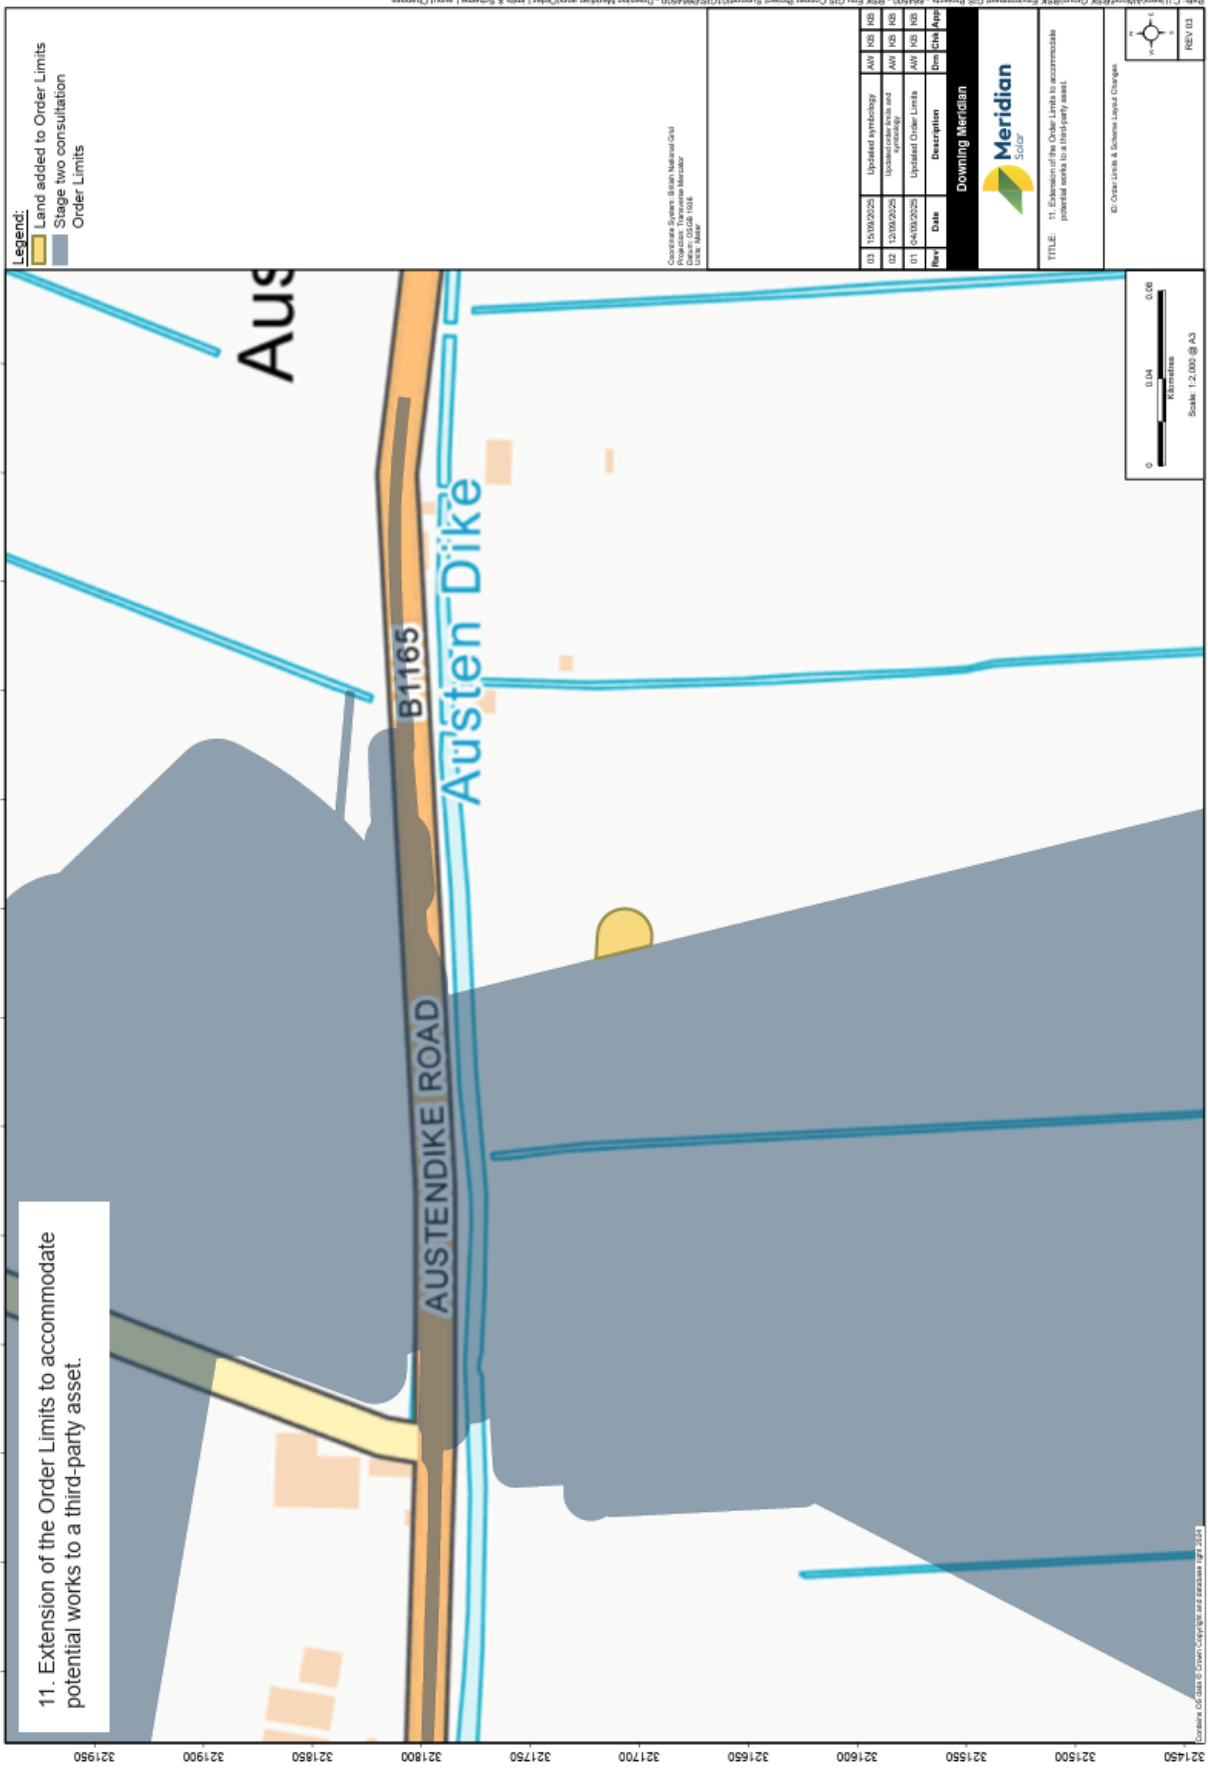 11. Extension of the Order Limits to accommodate
potential works to a third-party asset.
Aus
B1165
Austen Dike
AUSTENDIKE ROAD
321950
321900
321850
321800
321750
321700
321650
321600
321550
321500
321450
Contains OS data © Crown Copyright and database right 2024
0 0.04 0.08
Kilometres
Scale: 1:2,000 @ A3
Legend:
Land added to Order Limits
Stage two consultation
Order Limits
Coordinate System: British National Grid
Projection: Transverse Mercator
Datum: OSGB 1936
Units: Meter
03 15/09/2025 Updated symbology AW KB KB
02 12/09/2025 Updated order limits and
symbology AW KB KB
01 04/09/2025 Updated Order Limits AW KB KB
Rev Date Description Drn Chk App
Downing Meridian
Meridian
Solar
TITLE: 11. Extension of the Order Limits to accommodate
potential works to a third-party asset.
ID: Order Limits & Scheme Layout Changes
REV 03